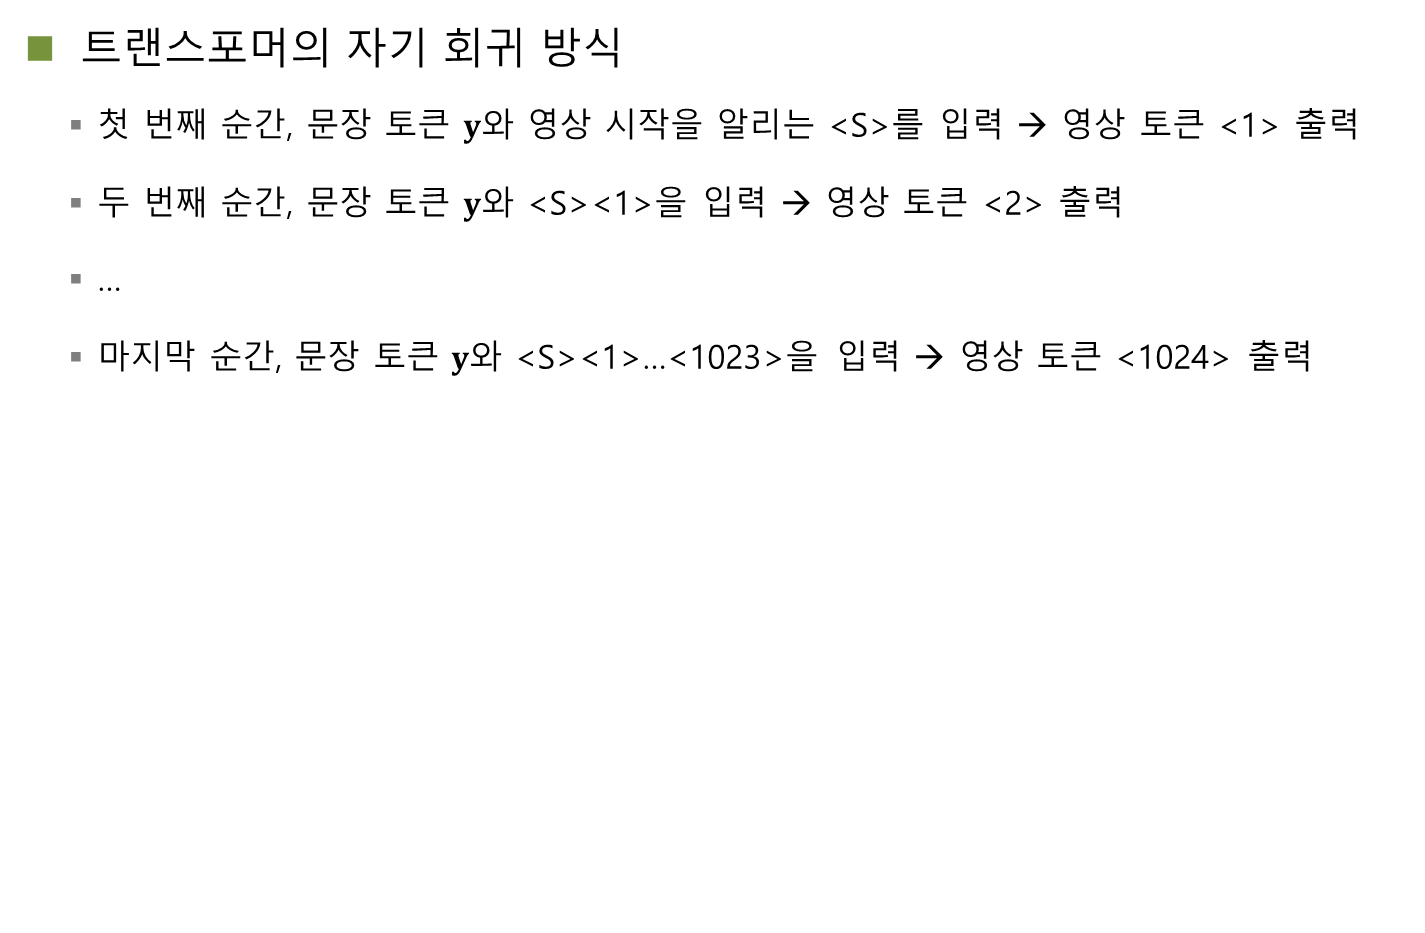 트랜스포머의 자기 회귀 방식
첫 번째 순간, 문장 토큰 y와 영상 시작을 알리는 <S>를 입력 → 영상 토큰 <1> 출력
두 번째 순간, 문장 토큰 y와 <S><1>을 입력 → 영상 토큰 <2> 출력
…
마지막 순간, 문장 토큰 y와 <S><1>…<1023>을 입력 → 영상 토큰 <1024> 출력